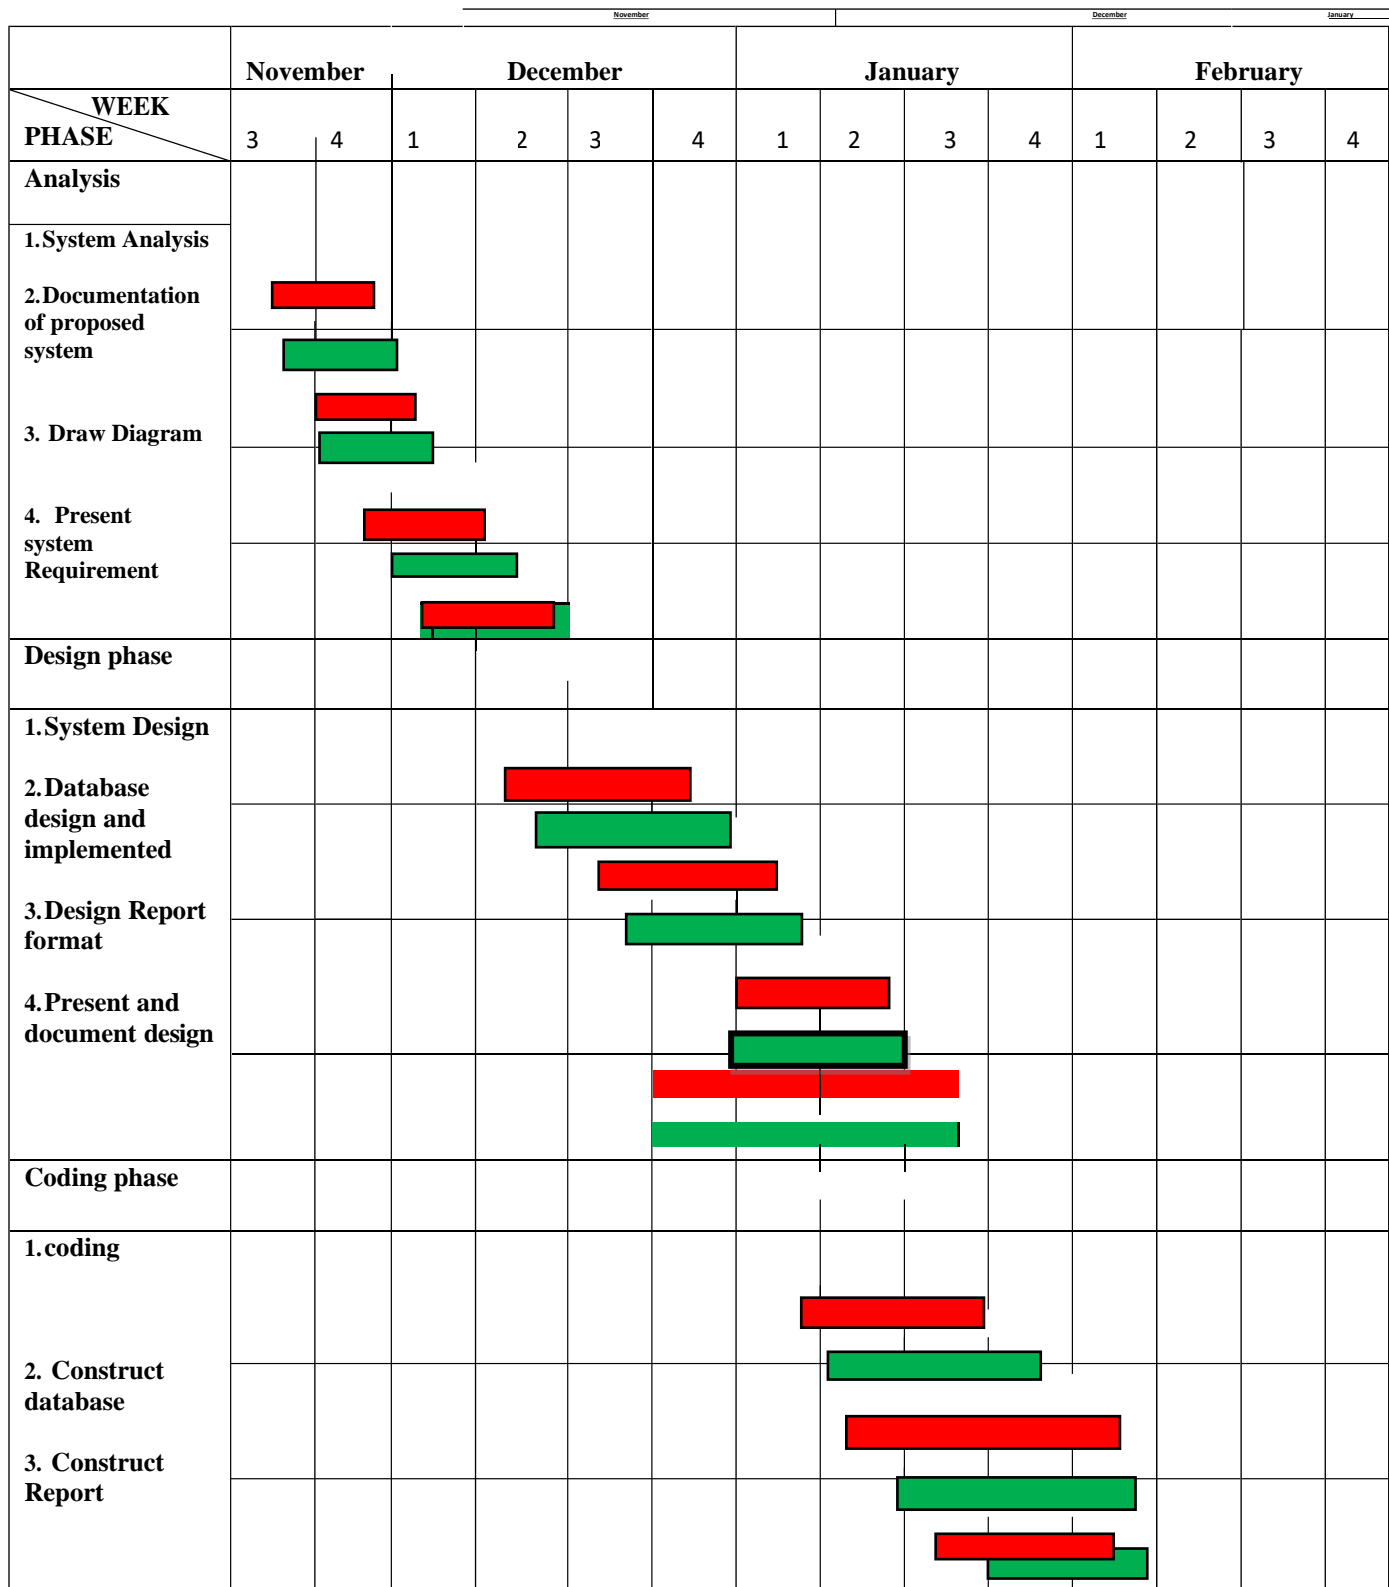 November December January
November December January February
WEEK
PHASE
3 4 1 2 3 4 1 2 3 4 1 2 3 4
Analysis
1.System Analysis
2.Documentation
of proposed
system
3. Draw Diagram
4. Present
system
Requirement
Design phase
1.System Design
2.Database
design and
implemented
3.Design Report
format
4.Present and
document design
Coding phase
1.coding
2. Construct
database
3. Construct
Report